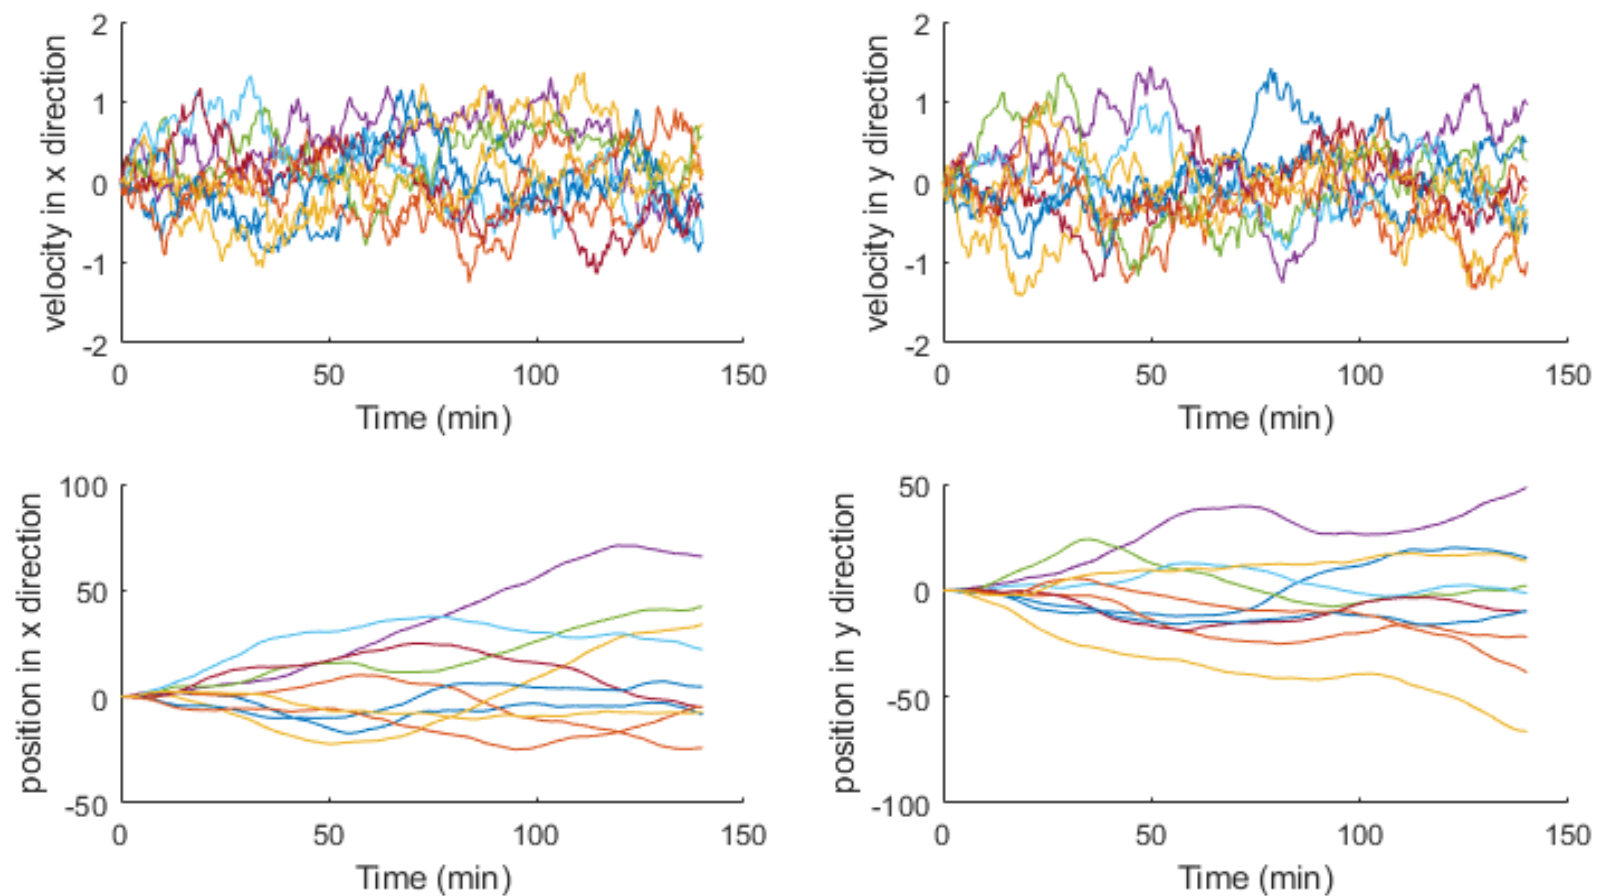 velocity in x direction
2
1
0
-1
-2
0 50 100 150
Time (min)
velocity in y direction
2
1
0
-1
-2
0 50 100 150
Time (min)
position in x direction
100
50
0
-50
0 50 100 150
Time (min)
position in y direction
50
0
-50
-100
0 50 100 150
Time (min)